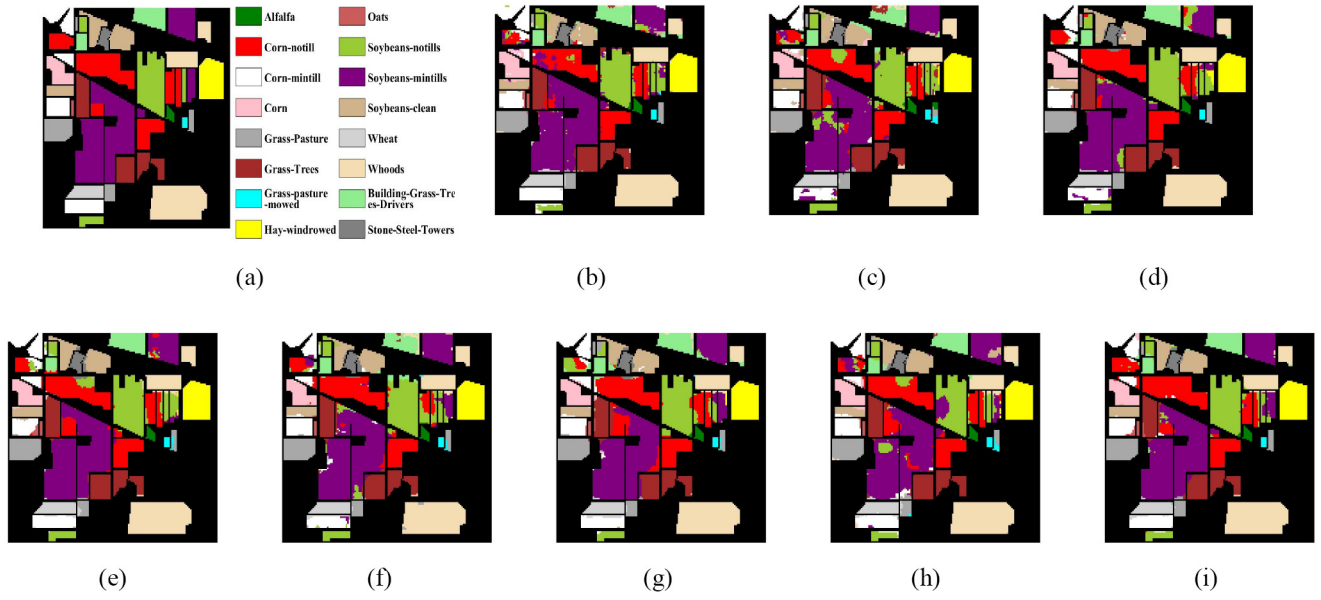 Alfalfa
Corn-notill
Corn-mintill
Corn
Grass-Pasture
Grass-Trees
Grass-pasture
-mowed
Hay-windrowed
Oats
Soybeans-notills
Soybeans-mintills
Soybeans-clean
Wheat
Whoods
Building-Grass-Tre
es-Drivers
Stone-Steel-Towers
(a)
(b)
(c)
(d)
(e)
(f)
(g)
(h)
(i)